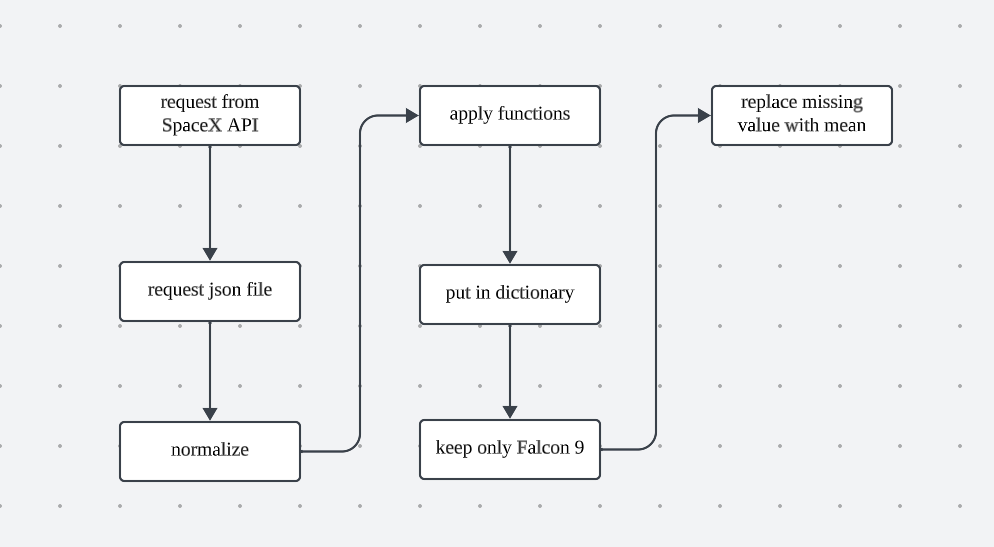 request from
SpaceX API
request json file
normalize
apply functions
put in dictionary
keep only Falcon 9
replace missing
value with mean